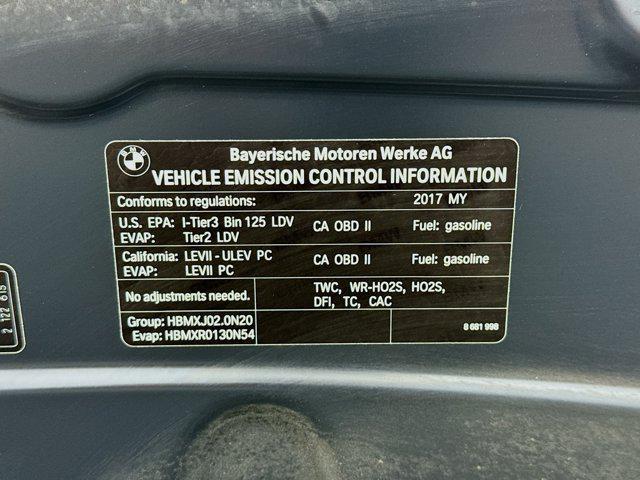 BMW
Bayerische Motoren Werke AG
VEHICLE EMISSION CONTROL INFORMATION
Conforms to regulations: 2017 MY
U.S. EPA: I-Tier3 Bin 125 LDV CA OBD II Fuel: gasoline
EVAP: Tier2 LDV
California: LEVII - ULEV PC CA OBD II Fuel: gasoline
EVAP: LEVII PC
No adjustments needed. TWC, WR-HO2S, HO2S,
DFI, TC, CAC
Group: HBMXJ02.0N20
Evap: HBMXR0130N54 8 681 998
2 122 615